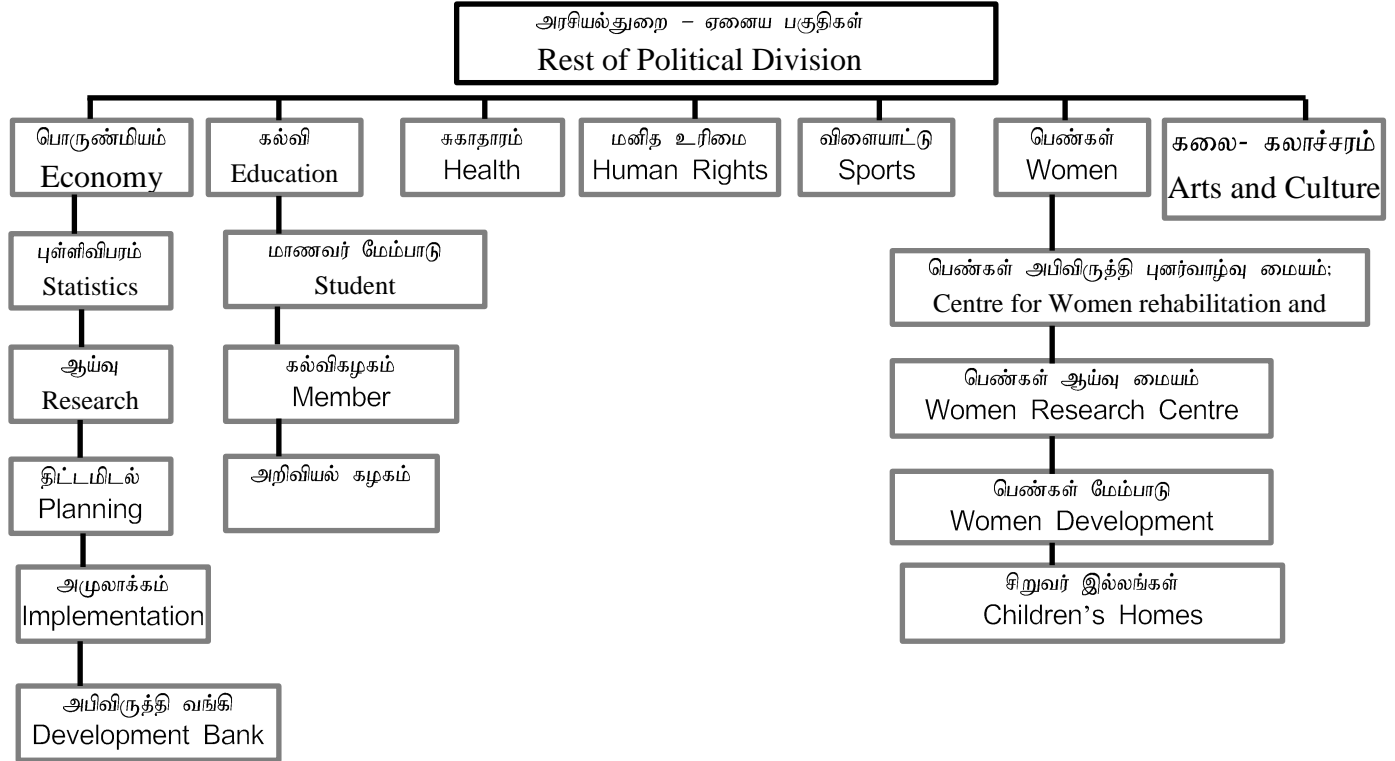 அரசியல்துறை – ஏனைய பகுதிகள்
Rest of Political Division
பொருண்மியம்
Economy
கல்வி
Education
சுகாதாரம்
Health
மனித உரிமை
Human Rights
விளையாட்டு
Sports
பெண்கள்
Women
கலை- கலாச்சரம்
Arts and Culture
புள்ளிவிபரம்
Statistics
மாணவர் மேம்பாடு
Student
பெண்கள் அபிவிருத்தி புனர்வாழ்வு மையம்;
Centre for Women rehabilitation and
ஆய்வு
Research
கல்விகழகம்
Member
பெண்கள் ஆய்வு மையம்
Women Research Centre
திட்டமிடல்
Planning
அறிவியல் கழகம்
பெண்கள் மேம்பாடு
Women Development
அமுலாக்கம்
Implementation
சிறுவர் இல்லங்கள்
Children's Homes
அபிவிருத்தி வங்கி
Development Bank